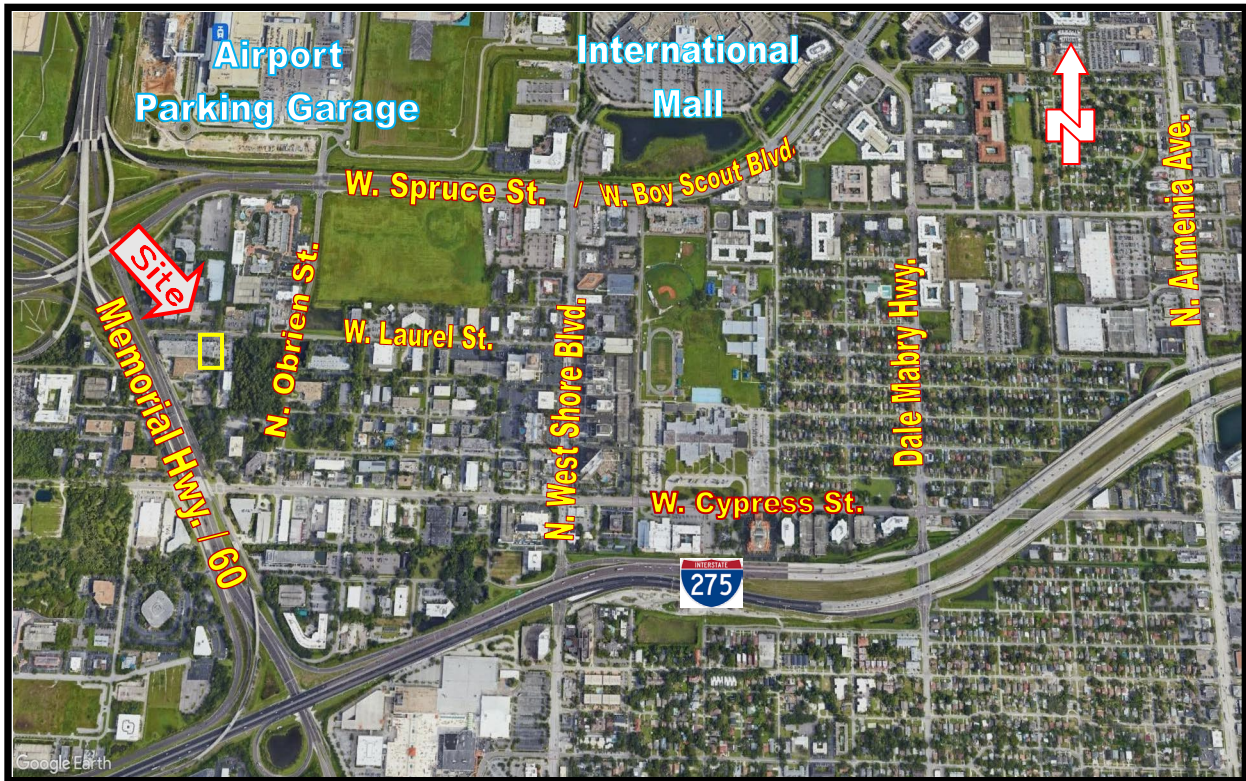 Airport
Parking Garage
International
Mall
N
W. Spruce St. / W. Boy Scout Blvd.
N. Armenia Ave.
Site
N. Obrien St.
Memorial Hwy. / 60
W. Laurel St.
N. West Shore Blvd.
Dale Mabry Hwy.
W. Cypress St.
INTERSTATE
275
Google Earth